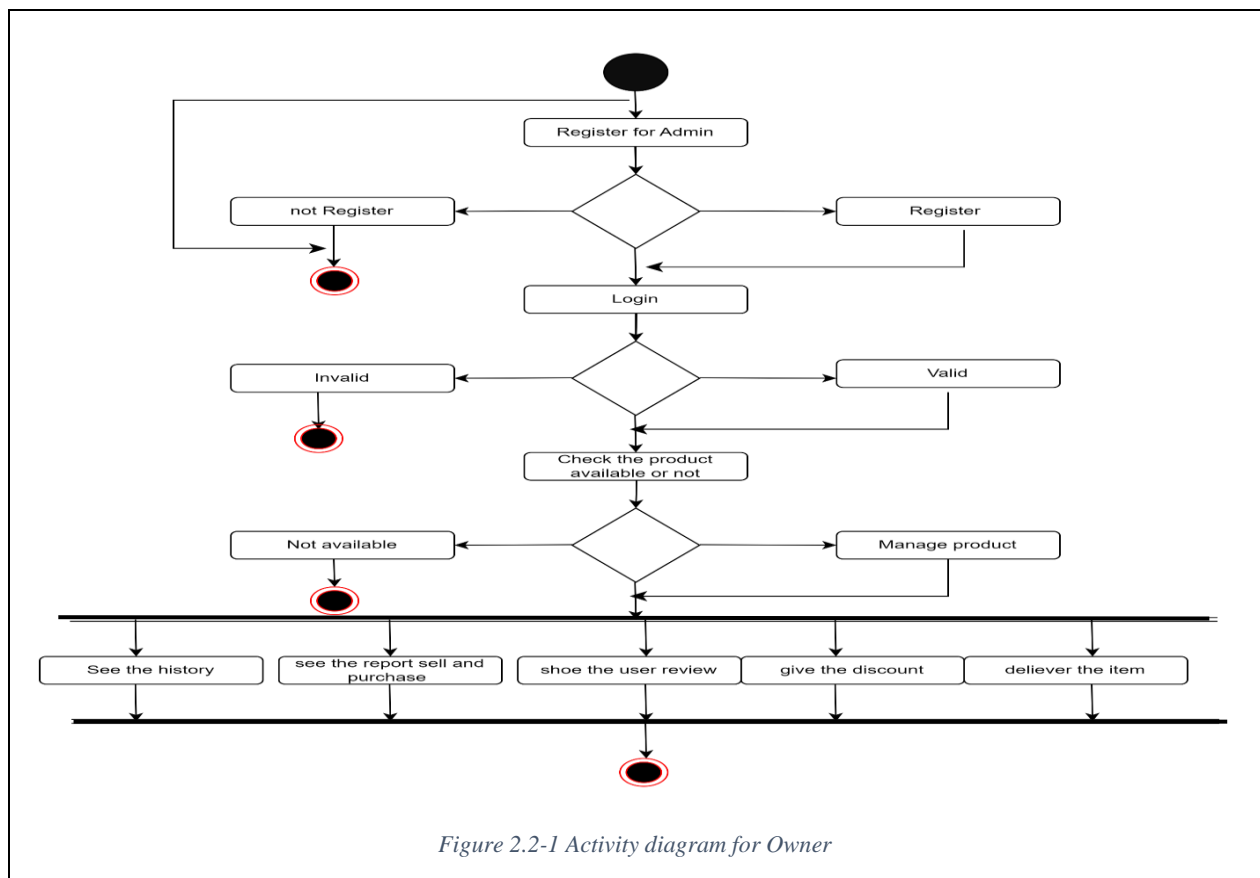 Register for Admin
not Register
Register
Login
Invalid
Valid
Check the product
available or not
Not available
Manage product
See the history
see the report sell and
purchase
shoe the user review
give the discount
deliever the item
Figure 2.2-1 Activity diagram for Owner